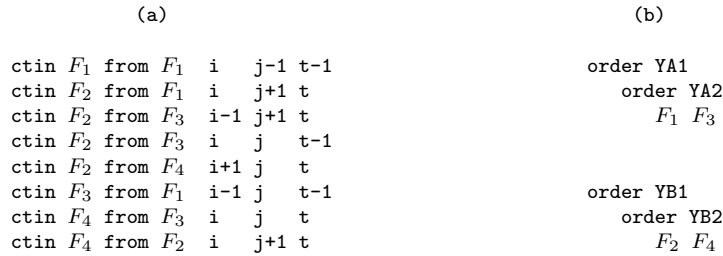 (a) (b)
ctin F₁ from F₁ i j-1 t-1 order YA1
ctin F₂ from F₁ i j+1 t order YA2
ctin F₂ from F₃ i-1 j+1 t F₁ F₃
ctin F₂ from F₃ i j t-1
ctin F₂ from F₄ i+1 j t
ctin F₃ from F₁ i-1 j t-1 order YB1
ctin F₄ from F₃ i j t order YB2
ctin F₄ from F₂ i j+1 t F₂ F₄